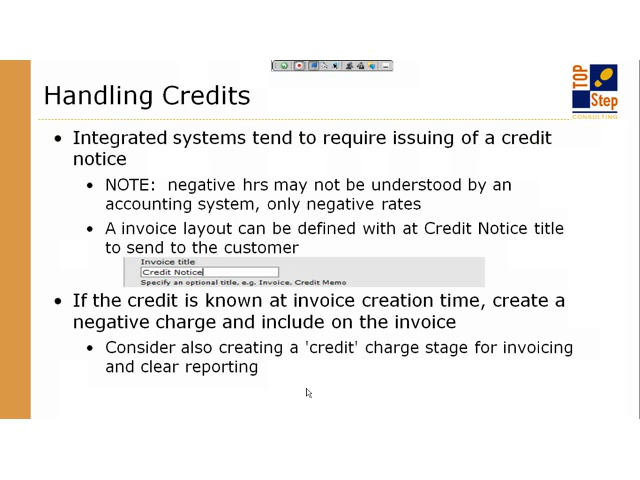 TOP
Step
CONSULTING
Handling Credits
• Integrated systems tend to require issuing of a credit
notice
• NOTE:  negative hrs may not be understood by an
accounting system, only negative rates
• A invoice layout can be defined with at Credit Notice title
to send to the customer
Invoice title
Credit Notice
Specify an optional title, e.g. Invoice, Credit Memo
• If the credit is known at invoice creation time, create a
negative charge and include on the invoice
• Consider also creating a 'credit' charge stage for invoicing
and clear reporting